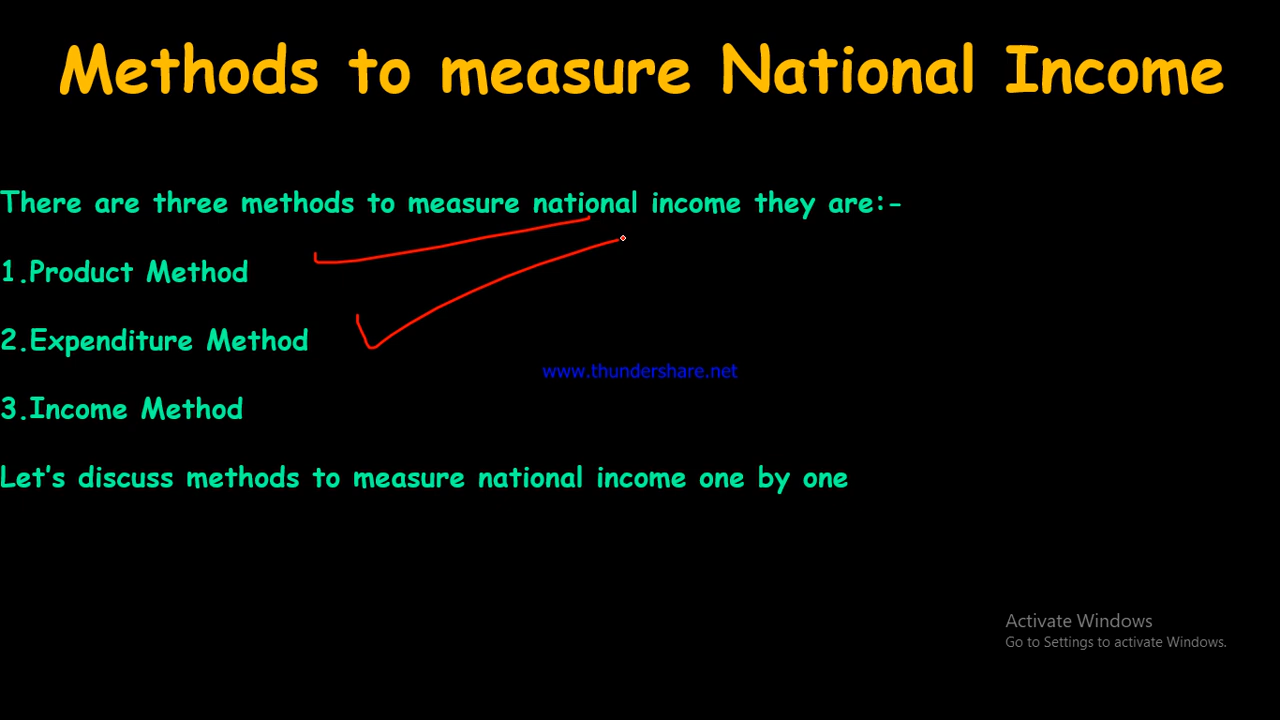 Methods to measure National Income
There are three methods to measure national income they are:-
1.Product Method
2.Expenditure Method
www.thundershare.net
3.Income Method
Let’s discuss methods to measure national income one by one
Activate Windows
Go to Settings to activate Windows.